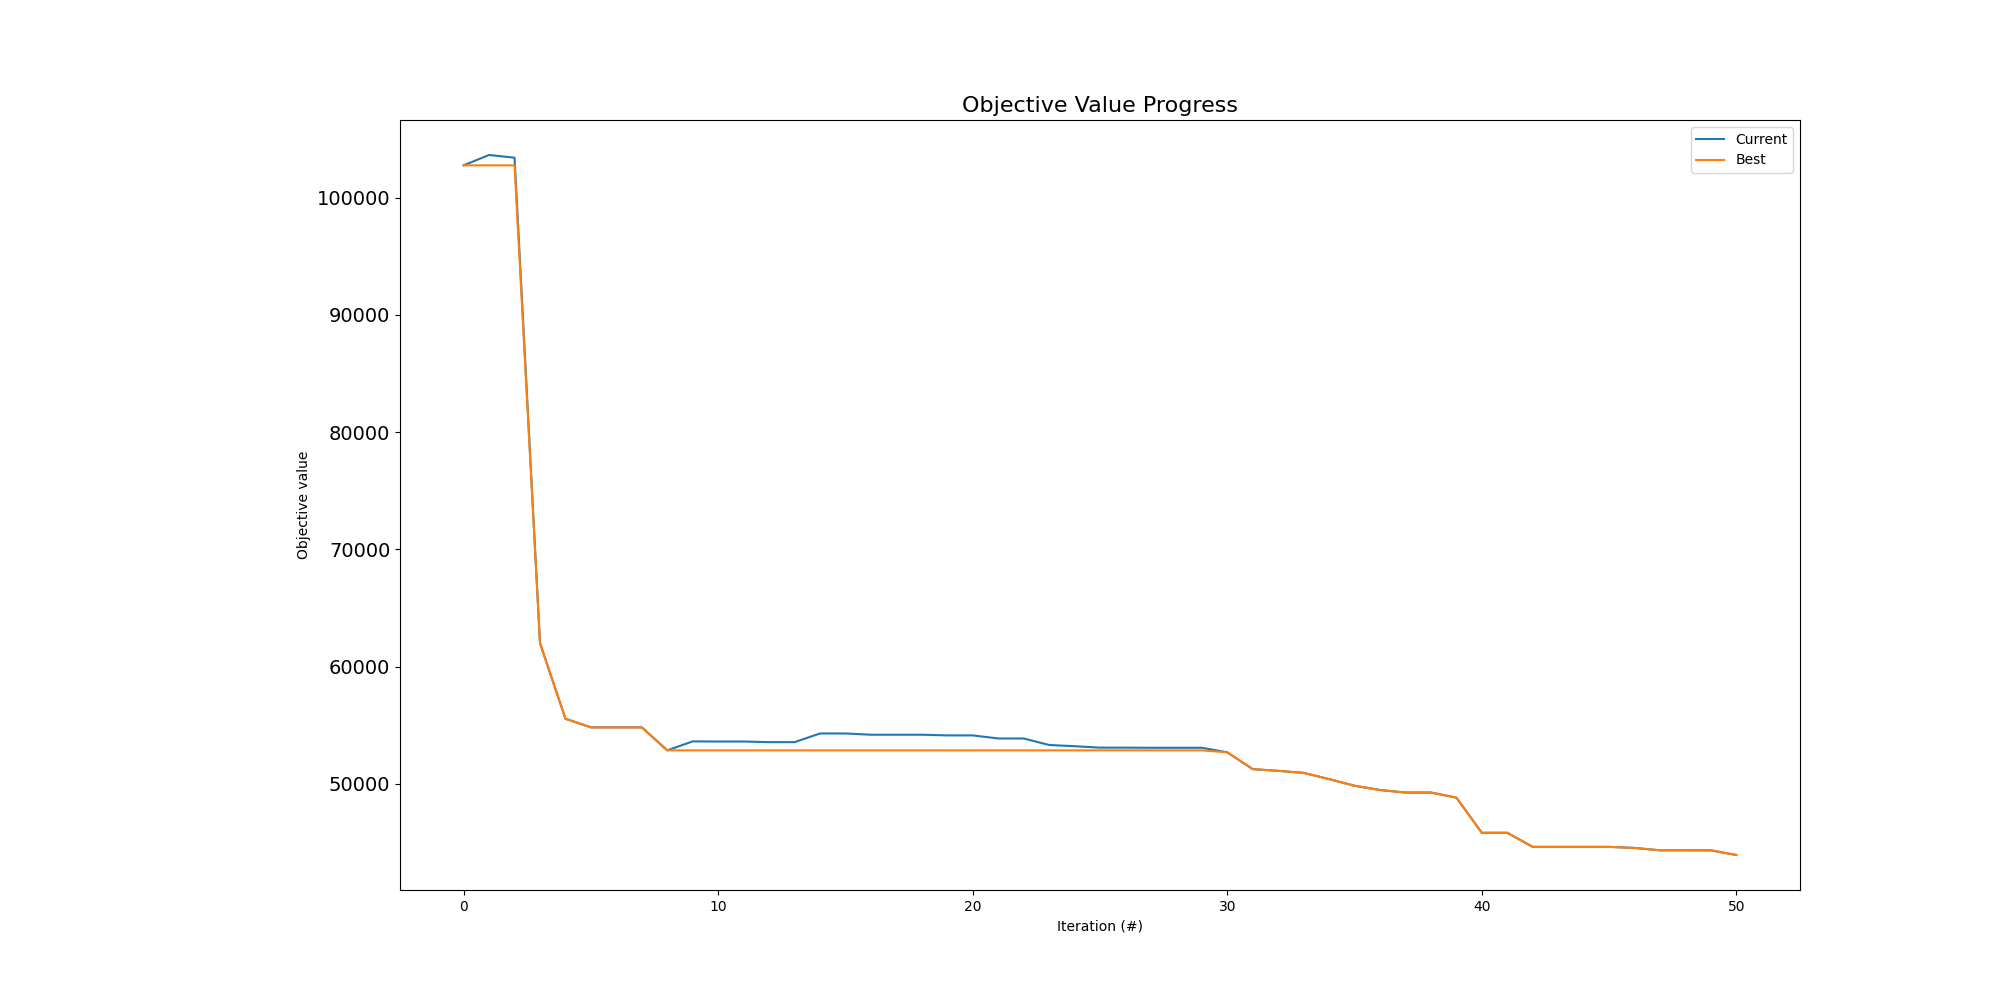 Objective Value Progress
Current
Best
100000
90000
80000
70000
60000
50000
Objective value
0 10 20 30 40 50
Iteration (#)